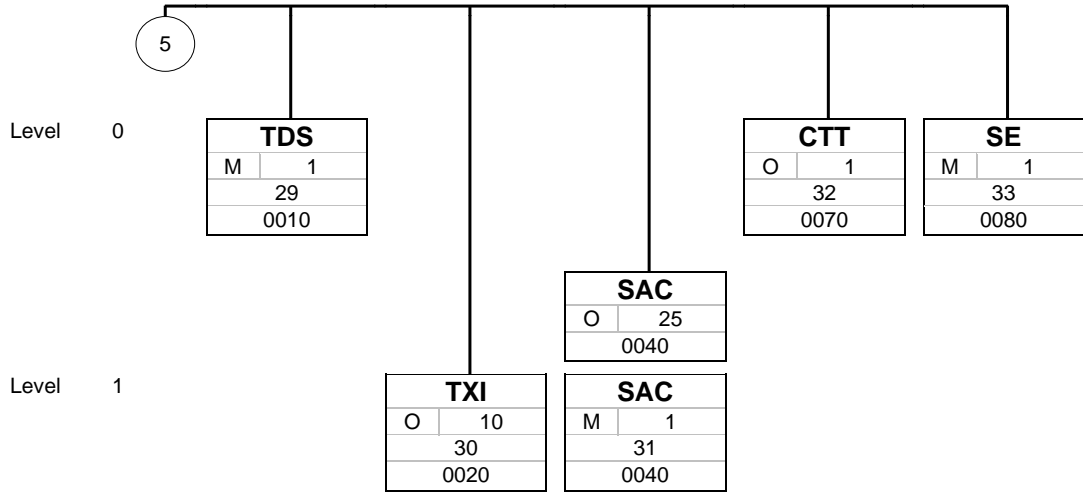 5
Level 0
TDS
M 1
29
0010
CTT
O 1
32
0070
SE
M 1
33
0080
SAC
O 25
0040
Level 1
TXI
O 10
30
0020
SAC
M 1
31
0040